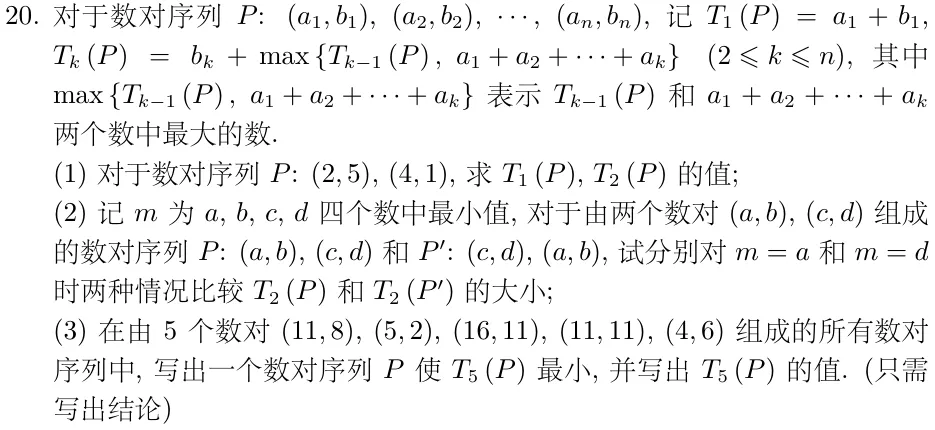 20. 对于数对序列 P: (a₁, b₁), (a₂, b₂), ⋯, (aₙ, bₙ), 记 T₁(P) = a₁ + b₁,
Tₖ(P) = bₖ + max{Tₖ₋₁(P), a₁ + a₂ + ⋯ + aₖ} (2 ⩽ k ⩽ n), 其中
max{Tₖ₋₁(P), a₁ + a₂ + ⋯ + aₖ} 表示 Tₖ₋₁(P) 和 a₁ + a₂ + ⋯ + aₖ
两个数中最大的数.
(1) 对于数对序列 P: (2, 5), (4, 1), 求 T₁(P), T₂(P) 的值;
(2) 记 m 为 a, b, c, d 四个数中最小值, 对于由两个数对 (a, b), (c, d) 组成
的数对序列 P: (a, b), (c, d) 和 P′: (c, d), (a, b), 试分别对 m = a 和 m = d
时两种情况比较 T₂(P) 和 T₂(P′) 的大小;
(3) 在由 5 个数对 (11, 8), (5, 2), (16, 11), (11, 11), (4, 6) 组成的所有数对
序列中, 写出一个数对序列 P 使 T₅(P) 最小, 并写出 T₅(P) 的值. (只需
写出结论)